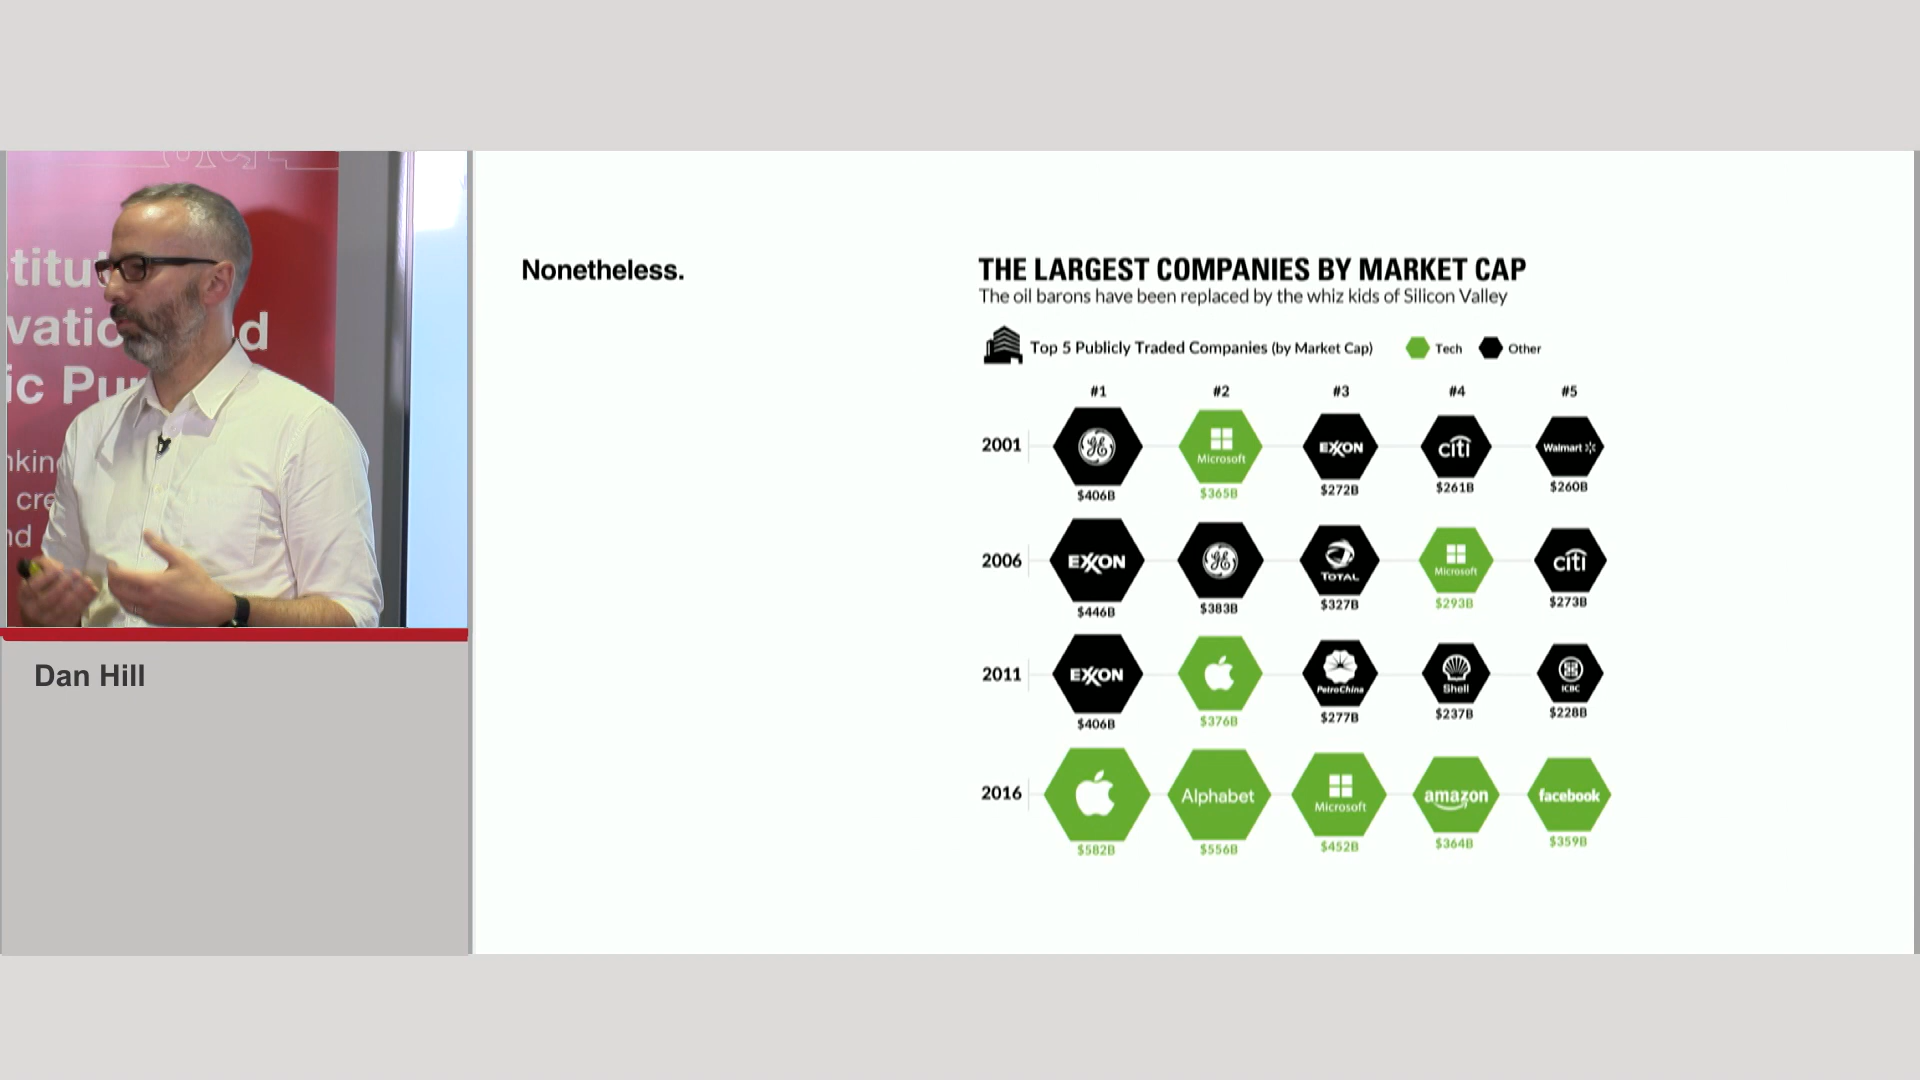 Nonetheless.
THE LARGEST COMPANIES BY MARKET CAP
The oil barons have been replaced by the whiz kids of Silicon Valley
Top 5 Publicly Traded Companies (by Market Cap)
Tech
Other
#1 #2 #3 #4 #5
2001
GE
Microsoft
EXXON
citi
Walmart
$406B $365B $272B $261B $260B
2006
EXXON
GE
TOTAL
Microsoft
citi
$446B $383B $327B $293B $273B
2011
EXXON
PetroChina
Shell
ICBC
$406B $376B $277B $237B $228B
2016
Alphabet
Microsoft
amazon
facebook
$582B $556B $452B $364B $359B
Dan Hill